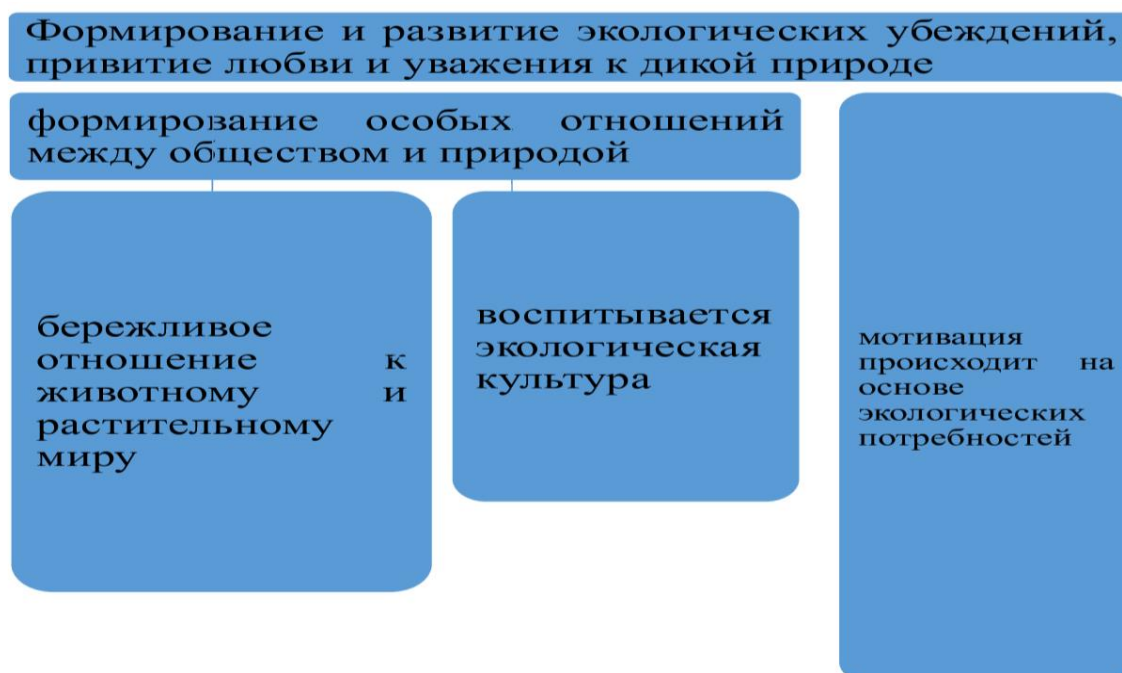 Формирование и развитие экологических убеждений,
привитие любви и уважения к дикой природе
формирование особых отношений
между обществом и природой
бережливое
отношение к
животному и
растительному
миру
воспитывается
экологическая
культура
мотивация
происходит на
основе
экологических
потребностей